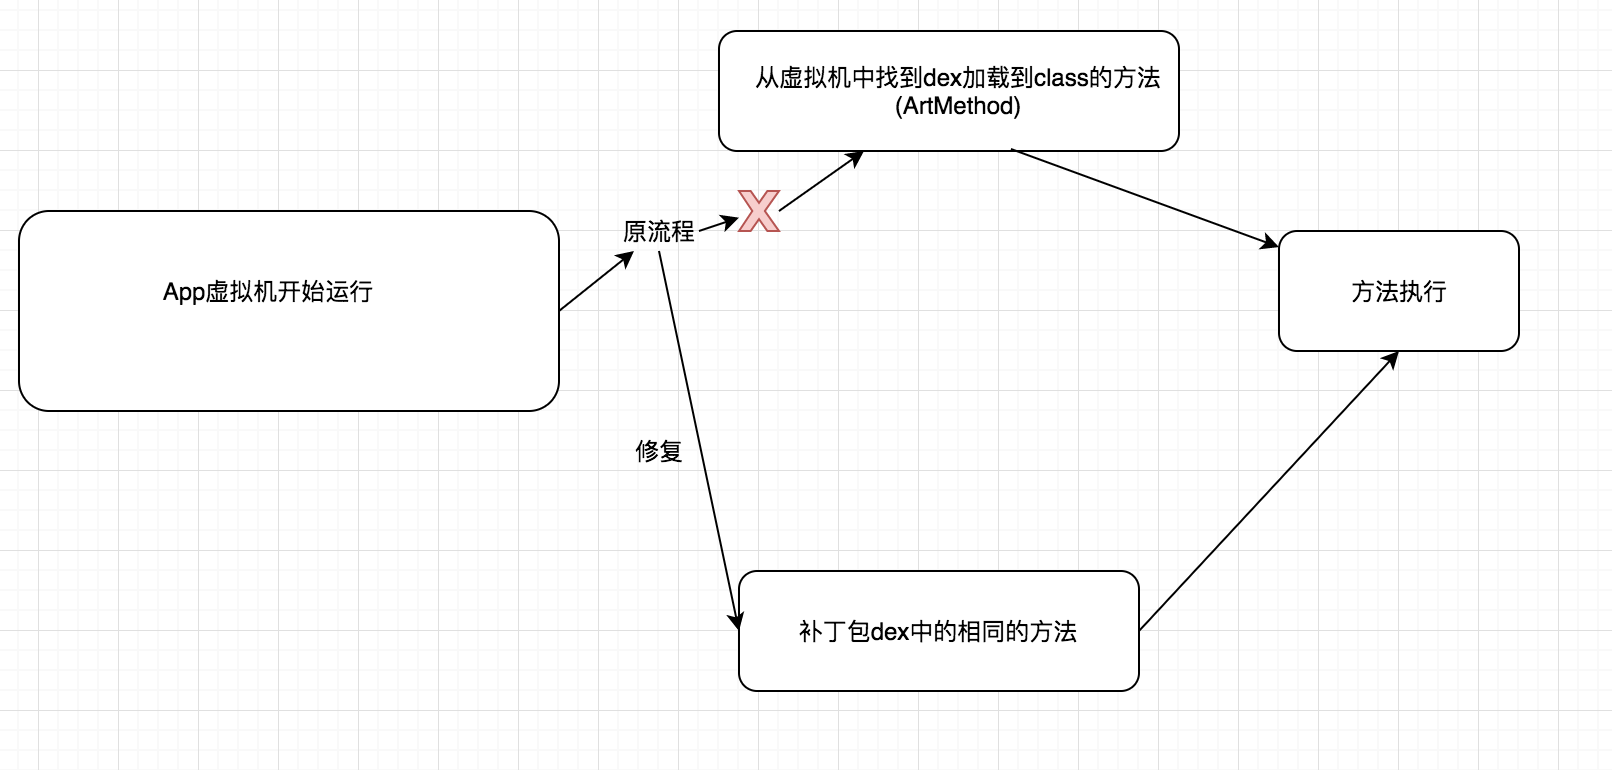 从虚拟机中找到dex加载到class的方法
(ArtMethod)
原流程
App虚拟机开始运行
方法执行
修复
补丁包dex中的相同的方法